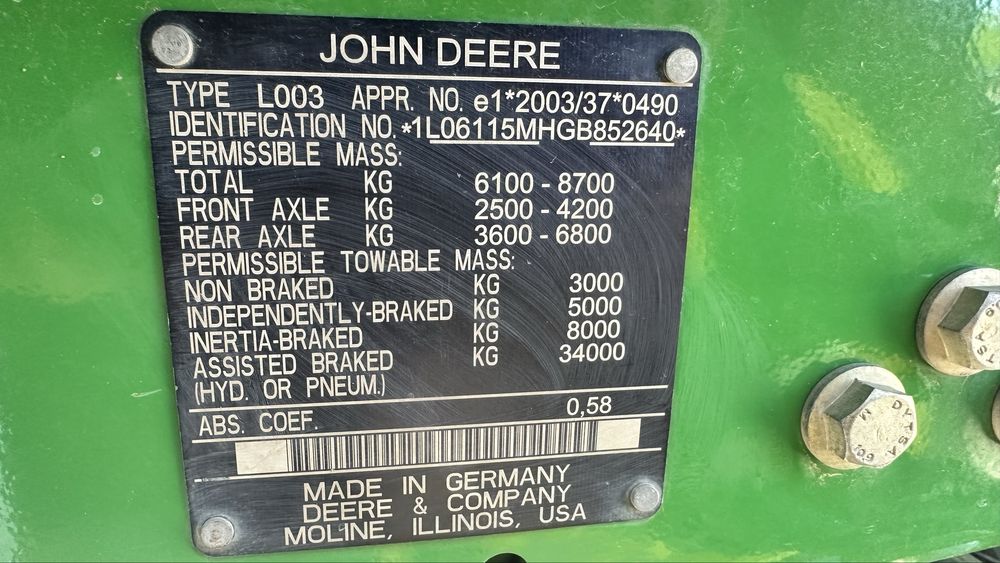 JOHN DEERE
TYPE L003 APPR. NO. e1*2003/37*0490
IDENTIFICATION NO. *1L06115MHGB852640*
PERMISSIBLE MASS:
TOTAL KG 6100 - 8700
FRONT AXLE KG 2500 - 4200
REAR AXLE KG 3600 - 6800
PERMISSIBLE TOWABLE MASS:
NON BRAKED KG 3000
INDEPENDENTLY-BRAKED KG 5000
INERTIA-BRAKED KG 8000
ASSISTED BRAKED KG 34000
(HYD. OR PNEUM.)
ABS. COEF. 0,58
MADE IN GERMANY
DEERE & COMPANY
MOLINE, ILLINOIS, USA